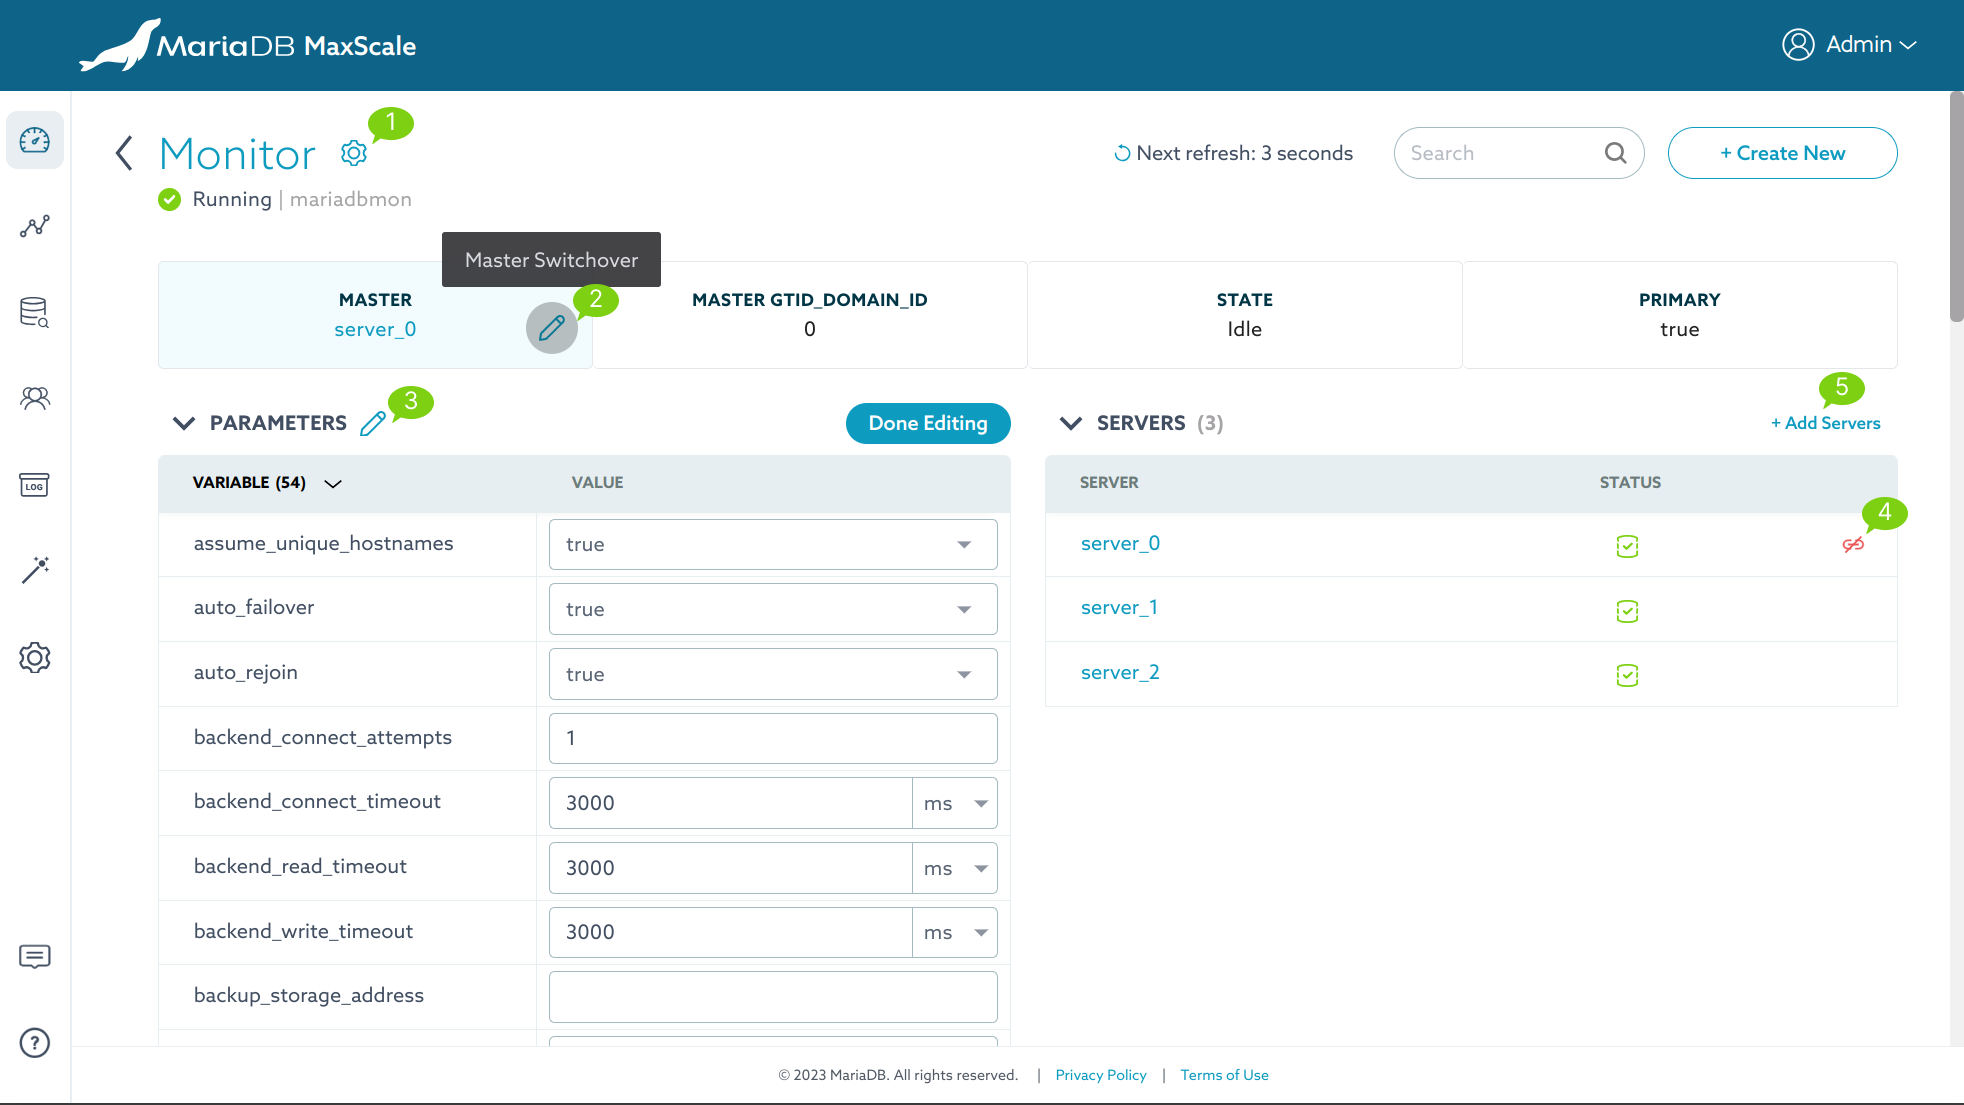 MariaDB MaxScale
Admin
1
Monitor
Next refresh: 3 seconds
Search
+ Create New
Running | mariadbmon
Master Switchover
MASTER
server_0
2
MASTER GTID_DOMAIN_ID
0
STATE
Idle
PRIMARY
true
PARAMETERS
3
Done Editing
SERVERS (3)
5
+ Add Servers
VARIABLE (54)
VALUE
SERVER
STATUS
4
assume_unique_hostnames
true
server_0
auto_failover
true
server_1
auto_rejoin
true
server_2
backend_connect_attempts
1
backend_connect_timeout
3000
ms
backend_read_timeout
3000
ms
backend_write_timeout
3000
ms
backup_storage_address
LOG
?
© 2023 MariaDB. All rights reserved. | Privacy Policy | Terms of Use